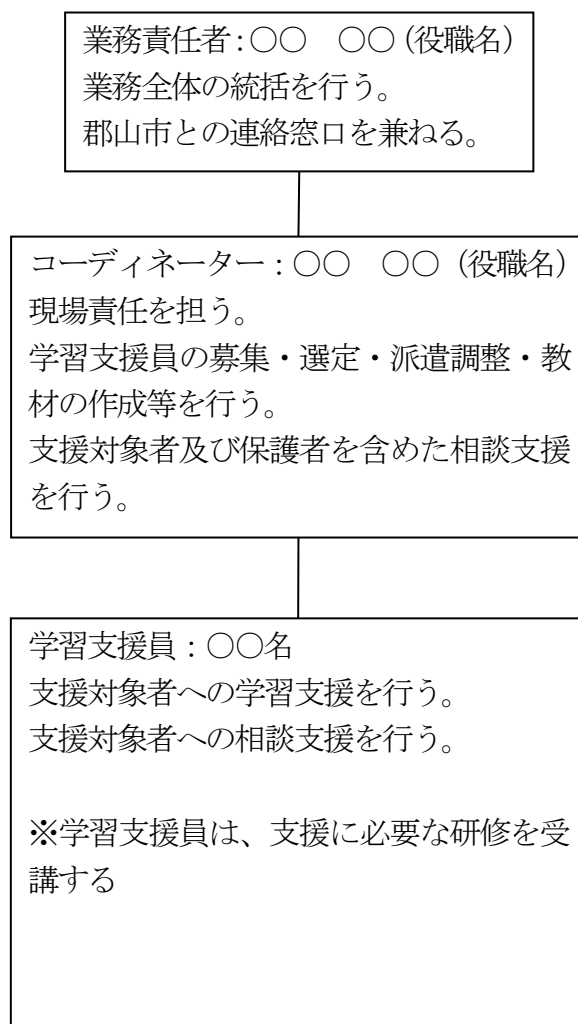 業務責任者：〇〇　〇〇（役職名）
業務全体の統括を行う。
郡山市との連絡窓口を兼ねる。
コーディネーター：〇〇　〇〇（役職名）
現場責任を担う。
学習支援員の募集・選定・派遣調整・教
材の作成等を行う。
支援対象者及び保護者を含めた相談支援
を行う。
学習支援員：〇〇名
支援対象者への学習支援を行う。
支援対象者への相談支援を行う。
※学習支援員は、支援に必要な研修を受
講する